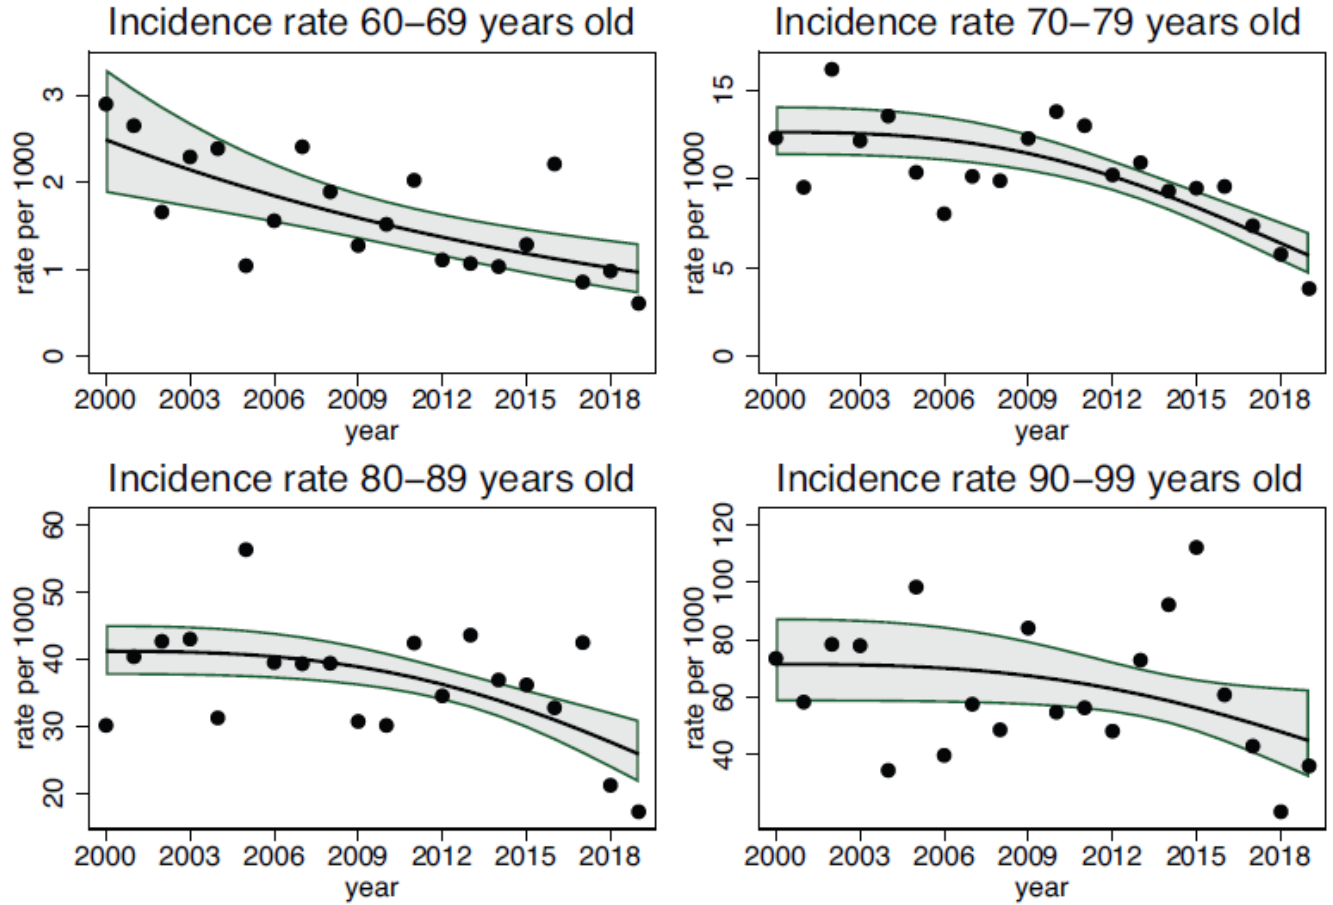 Incidence rate 60–69 years old
rate per 1000
3
2
1
0
2000 2003 2006 2009 2012 2015 2018
year
Incidence rate 70–79 years old
rate per 1000
15
10
5
0
2000 2003 2006 2009 2012 2015 2018
year
Incidence rate 80–89 years old
rate per 1000
60
50
40
30
20
2000 2003 2006 2009 2012 2015 2018
year
Incidence rate 90–99 years old
rate per 1000
120
100
80
60
40
2000 2003 2006 2009 2012 2015 2018
year